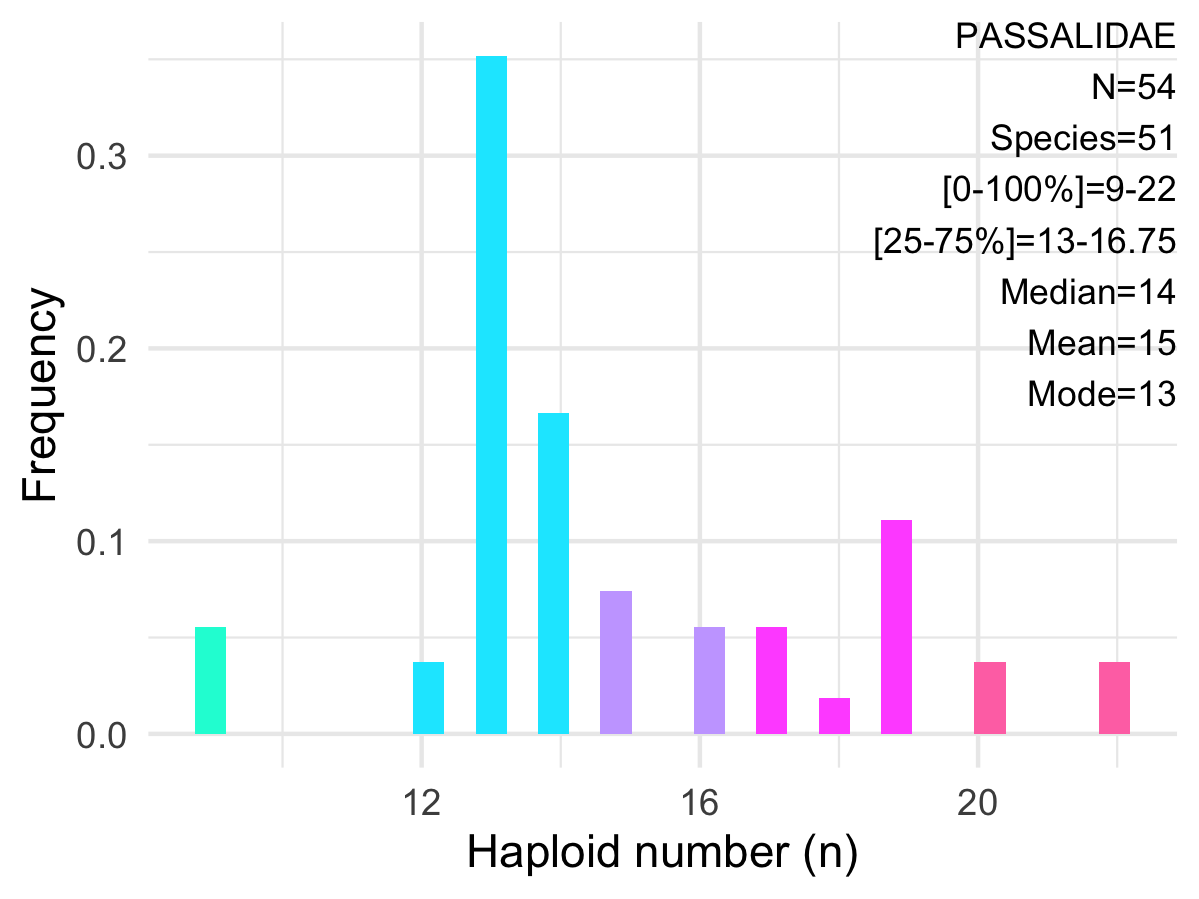 PASSALIDAE
N=54
Species=51
[0-100%]=9-22
[25-75%]=13-16.75
Median=14
Mean=15
Mode=13
Frequency
0.3
0.2
0.1
0.0
12 16 20
Haploid number (n)